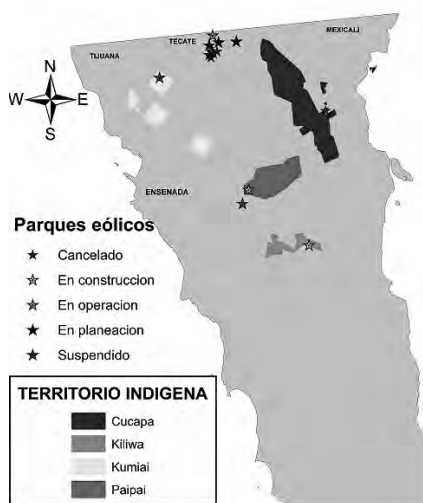 MEXICALI
TECATE
TIJUANA
N
W E
S
ENSENADA
Parques eólicos
Cancelado
En construccion
En operacion
En planeacion
Suspendido
TERRITORIO INDIGENA
Cucapa
Kiliwa
Kumiai
Paipai